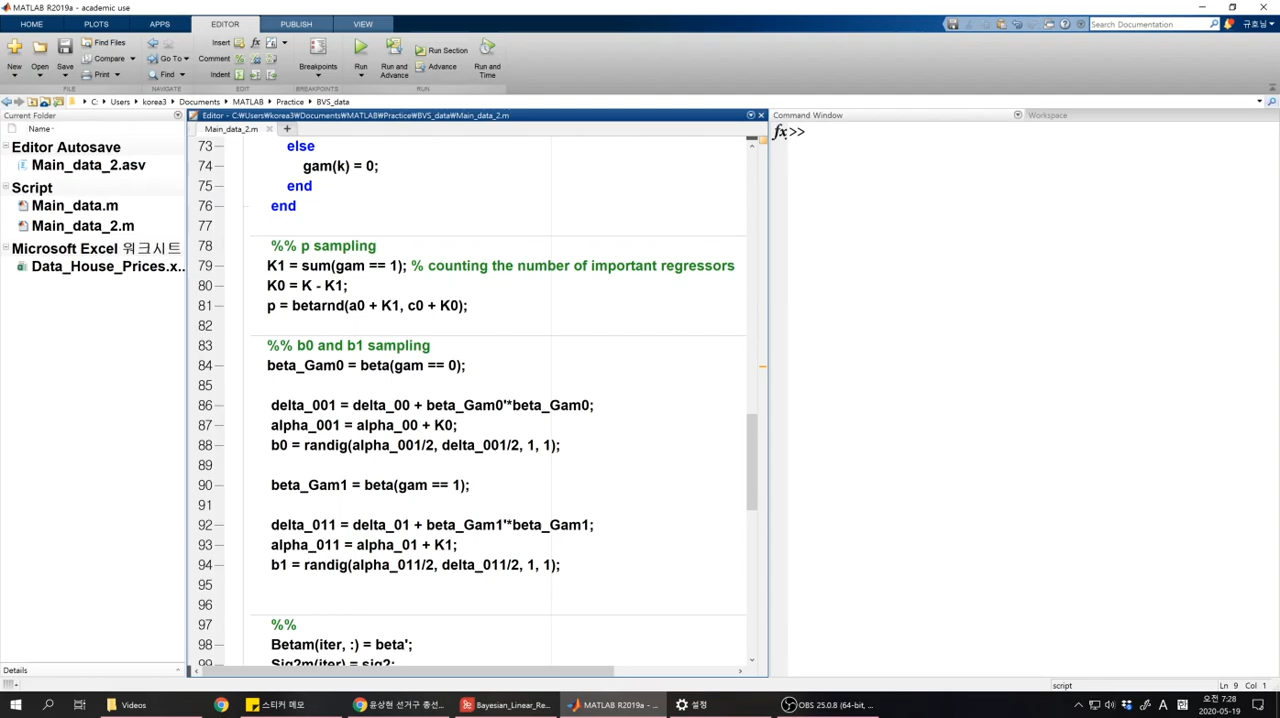 MATLAB R2019a - academic use
HOME PLOTS APPS EDITOR PUBLISH VIEW
Search Documentation
규호님
New Open Save
Find Files
Compare
Print
Go To
Find
Insert
Comment
Indent
Breakpoints
Run
Run and Advance
Run Section
Advance
Run and Time
FILE NAVIGATE EDIT BREAKPOINTS RUN
C: Users korea3 Documents MATLAB Practice BVS_data
Current Folder
Name
Editor Autosave
Main_data_2.asv
Script
Main_data.m
Main_data_2.m
Microsoft Excel 워크시트
Data_House_Prices.x...
Details
Editor - C:₩Users₩korea3₩Documents₩MATLAB₩Practice₩BVS_data₩Main_data_2.m
Main_data_2.m
73 else
74 gam(k) = 0;
75 end
76 end
77
78 %% p sampling
79 K1 = sum(gam == 1); % counting the number of important regressors
80 K0 = K - K1;
81 p = betarnd(a0 + K1, c0 + K0);
82
83 %% b0 and b1 sampling
84 beta_Gam0 = beta(gam == 0);
85
86 delta_001 = delta_00 + beta_Gam0'*beta_Gam0;
87 alpha_001 = alpha_00 + K0;
88 b0 = randig(alpha_001/2, delta_001/2, 1, 1);
89
90 beta_Gam1 = beta(gam == 1);
91
92 delta_011 = delta_01 + beta_Gam1'*beta_Gam1;
93 alpha_011 = alpha_01 + K1;
94 b1 = randig(alpha_011/2, delta_011/2, 1, 1);
95
96
97 %%
98 Betam(iter, :) = beta';
99 Sig2m(iter) = sig2;
Command Window
Workspace
fx >>
script
Ln 9 Col 1
Videos
스티커 메모
윤상현 선거구 총선...
Bayesian_Linear_Re...
MATLAB R2019a - ...
설정
OBS 25.0.8 (64-bit, ...
A
오전 7:28
2020-05-19